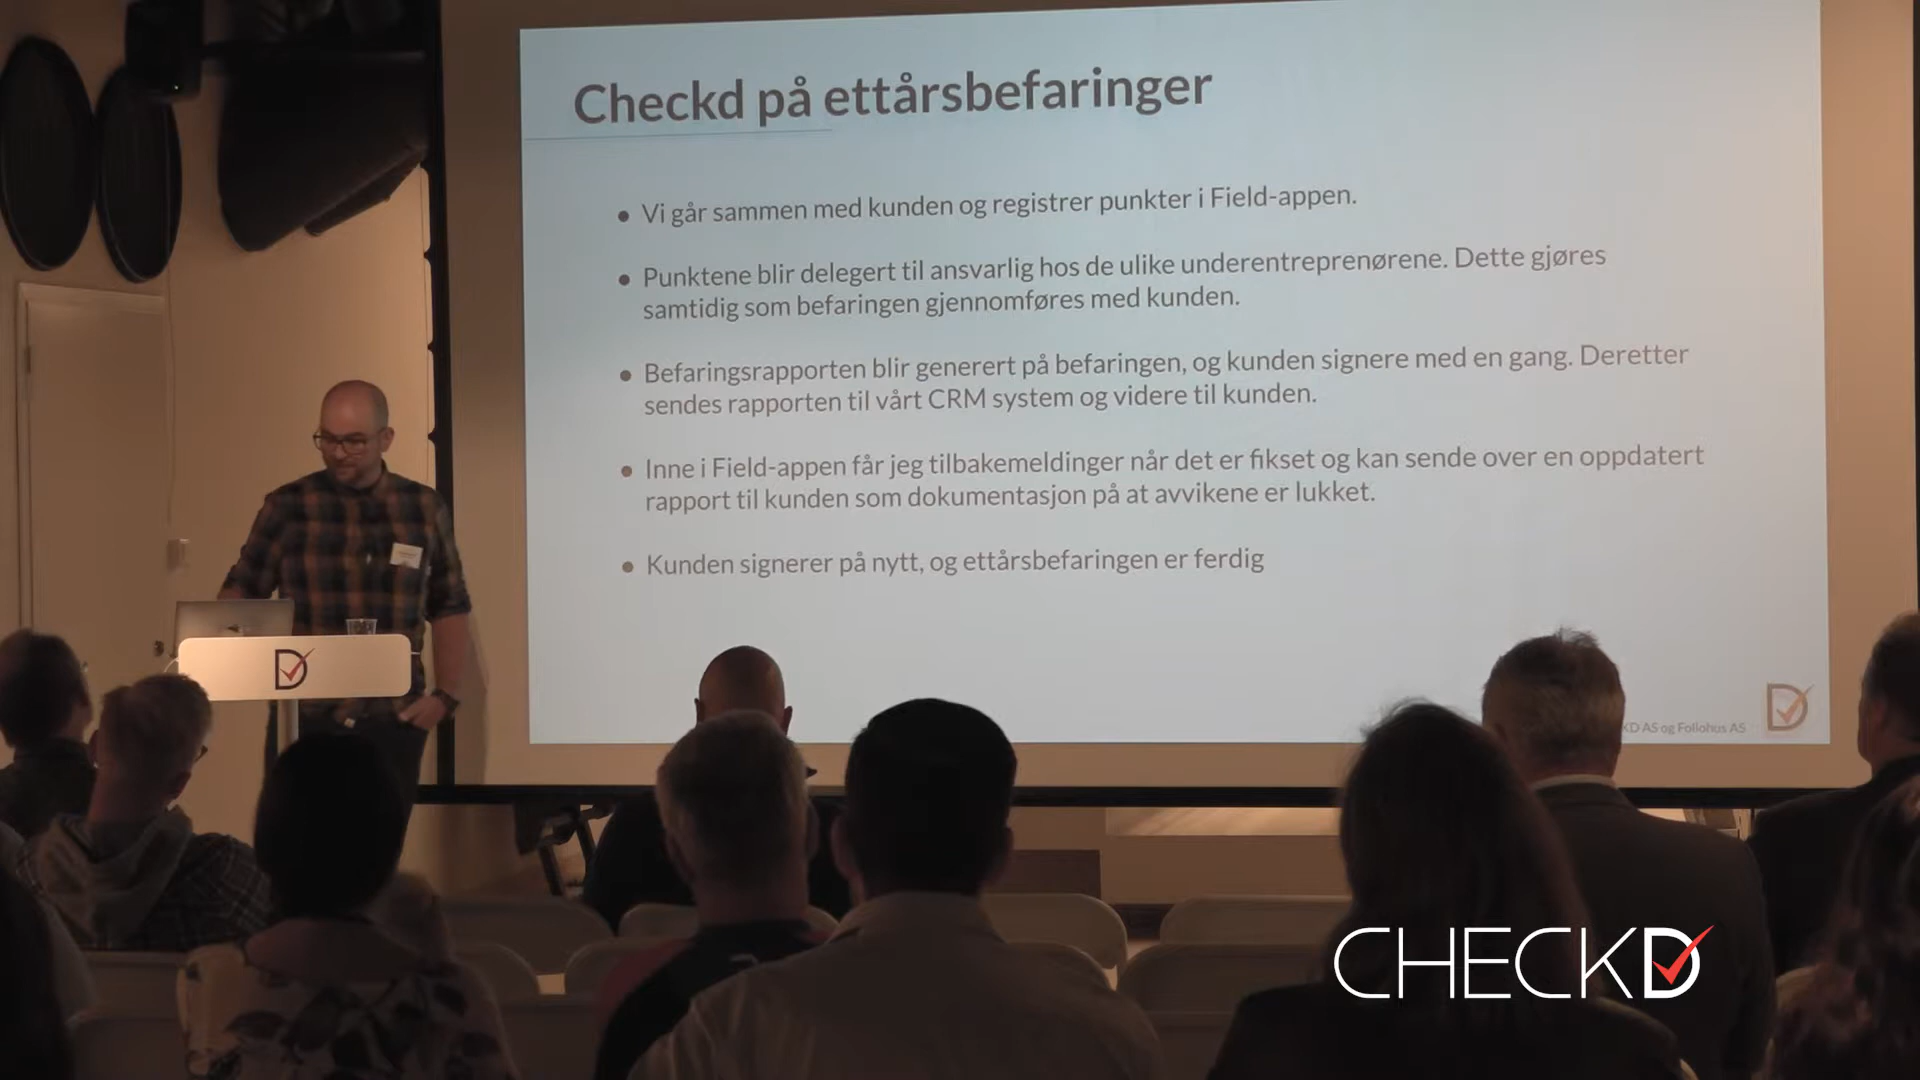 Checkd på ettårsbefaringer
• Vi går sammen med kunden og registrer punkter i Field-appen.
• Punktene blir delegert til ansvarlig hos de ulike underentreprenørene. Dette gjøres
samtidig som befaringen gjennomføres med kunden.
• Befaringsrapporten blir generert på befaringen, og kunden signere med en gang. Deretter
sendes rapporten til vårt CRM system og videre til kunden.
• Inne i Field-appen får jeg tilbakemeldinger når det er fikset og kan sende over en oppdatert
rapport til kunden som dokumentasjon på at avvikene er lukket.
• Kunden signerer på nytt, og ettårsbefaringen er ferdig
AS og Follohus AS
CHECKD